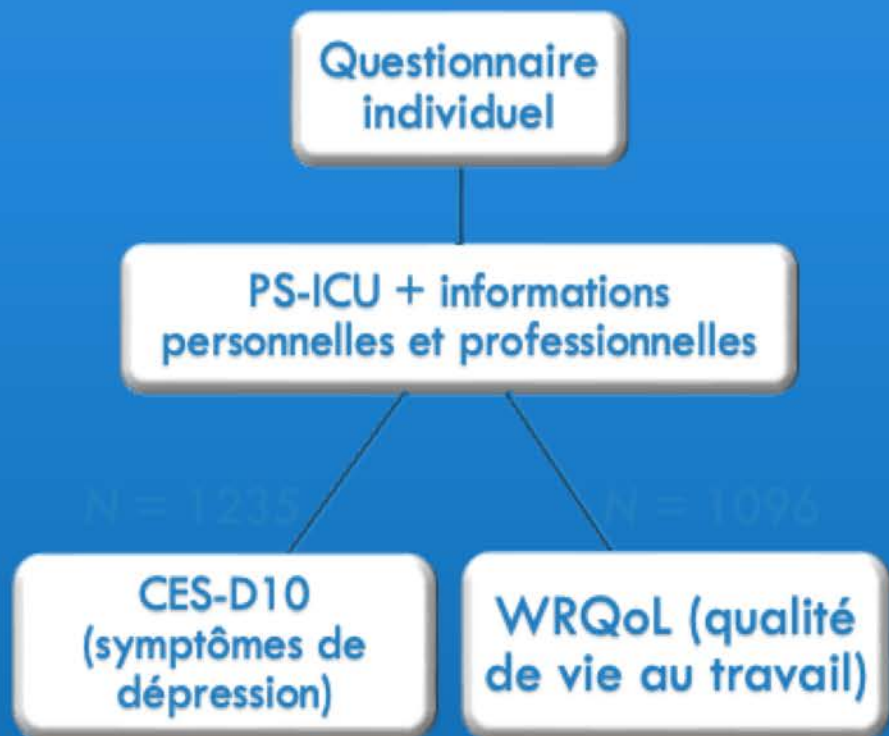 Questionnaire
individuel
PS-ICU + informations
personnelles et professionnelles
N = 1235
N = 1096
CES-D10
(symptômes de
dépression)
WRQoL (qualité
de vie au travail)